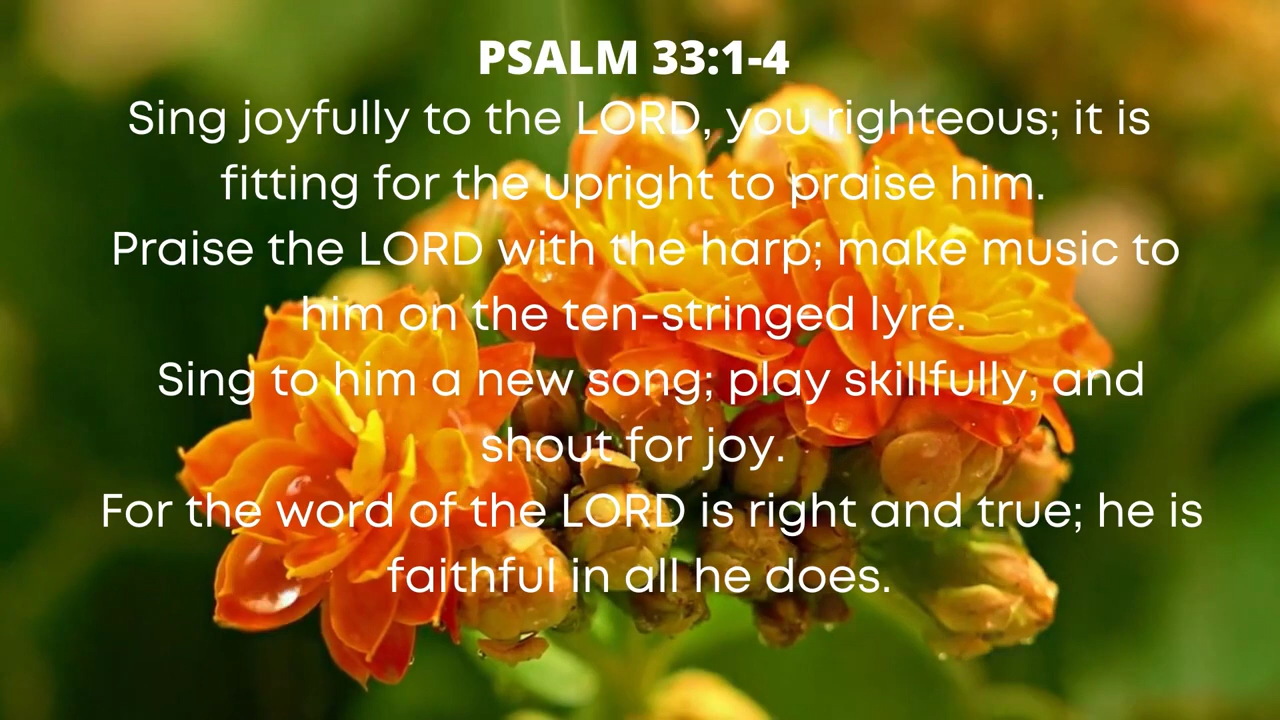 PSALM 33:1-4
Sing joyfully to the LORD, you righteous; it is
fitting for the upright to praise him.
Praise the LORD with the harp; make music to
him on the ten-stringed lyre.
Sing to him a new song; play skillfully, and
shout for joy.
For the word of the LORD is right and true; he is
faithful in all he does.